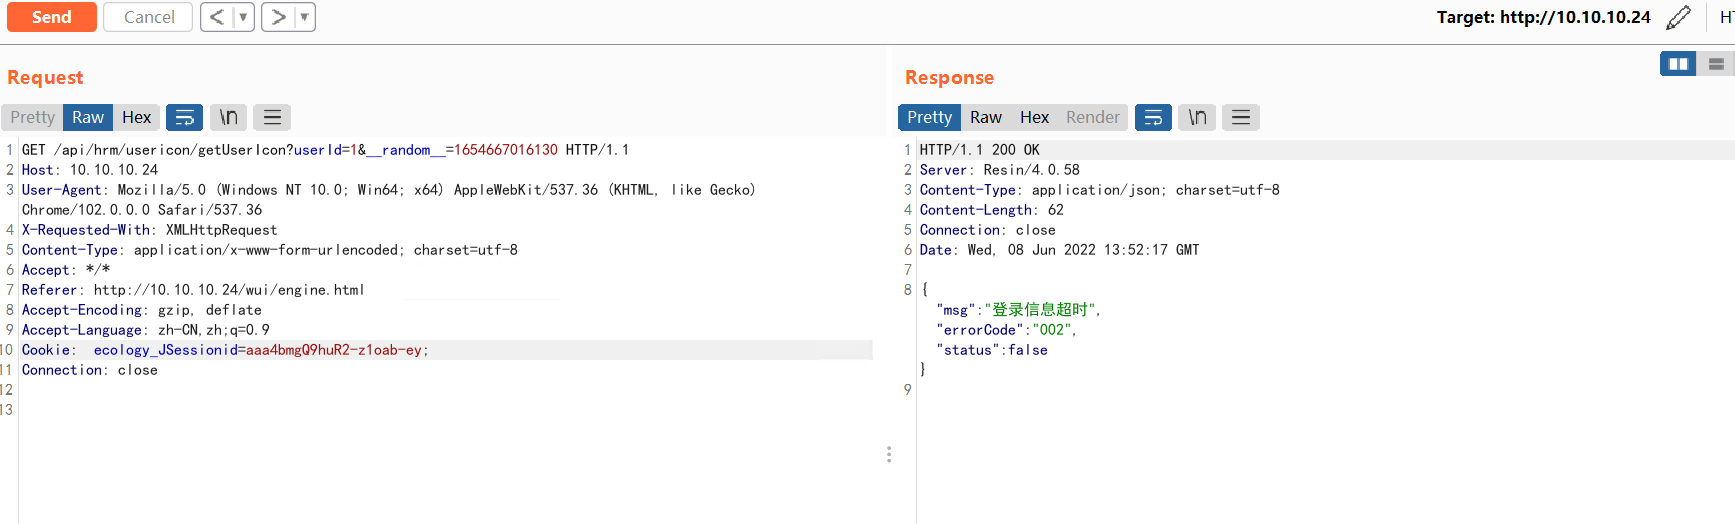 Send Cancel < ▼ > ▼ Target: http://10.10.10.24
Request
Response
Pretty Raw Hex \n
Pretty Raw Hex Render \n
1 GET /api/hrm/usericon/getUserIcon?userId=1&__random__=1654667016130 HTTP/1.1
2 Host: 10.10.10.24
3 User-Agent: Mozilla/5.0 (Windows NT 10.0; Win64; x64) AppleWebKit/537.36 (KHTML, like Gecko)
Chrome/102.0.0.0 Safari/537.36
4 X-Requested-With: XMLHttpRequest
5 Content-Type: application/x-www-form-urlencoded; charset=utf-8
6 Accept: */*
7 Referer: http://10.10.10.24/wui/engine.html
8 Accept-Encoding: gzip, deflate
9 Accept-Language: zh-CN,zh;q=0.9
10 Cookie: ecology_JSessionid=aaa4bmgQ9huR2-z1oab-ey;
11 Connection: close
12
13
1 HTTP/1.1 200 OK
2 Server: Resin/4.0.58
3 Content-Type: application/json; charset=utf-8
4 Content-Length: 62
5 Connection: close
6 Date: Wed, 08 Jun 2022 13:52:17 GMT
7
8 {
"msg":"登录信息超时",
"errorCode":"002",
"status":false
}
9